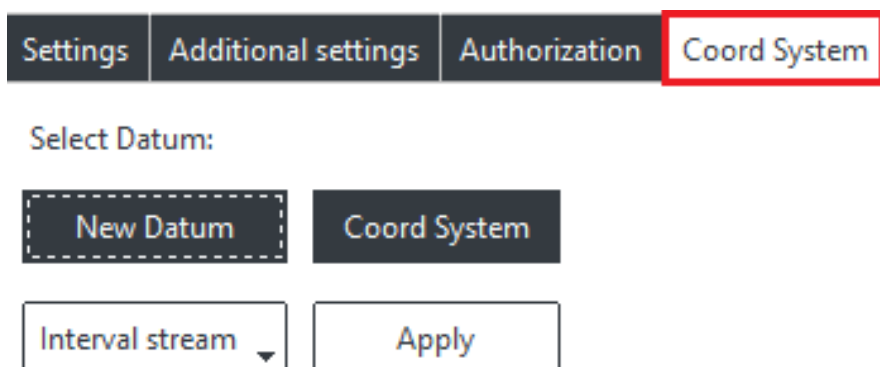 Settings Additional settings Authorization Coord System
Select Datum:
New Datum Coord System
Interval stream Apply